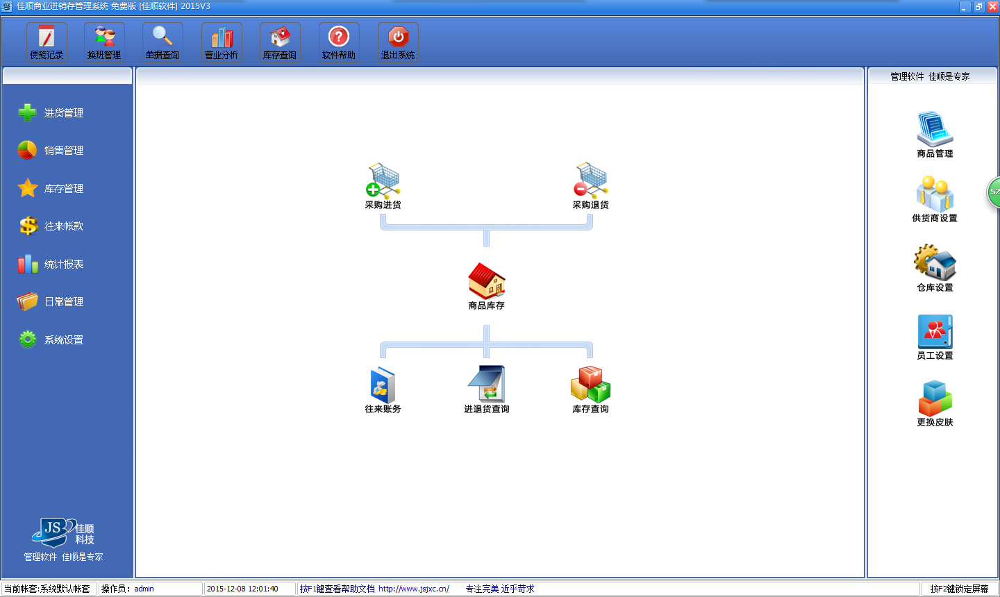 佳顺商业进销存管理系统 免费版 [佳顺软件] 2015V3
便笺记录
换班管理
单据查询
营业分析
库存查询
软件帮助
退出系统
管理软件 佳顺是专家
进货管理
销售管理
库存管理
往来帐款
统计报表
日常管理
系统设置
采购进货
采购退货
商品库存
往来账务
进退货查询
库存查询
商品管理
供货商设置
仓库设置
员工设置
更换皮肤
52
JS
佳顺
科技
管理软件 佳顺是专家
当前帐套:系统默认帐套
操作员：admin
2015-12-08 12:01:40
按F1键查看帮助文档 http://www.jsjxc.cn/ 专注完美 近乎苛求
按F2键锁定屏幕